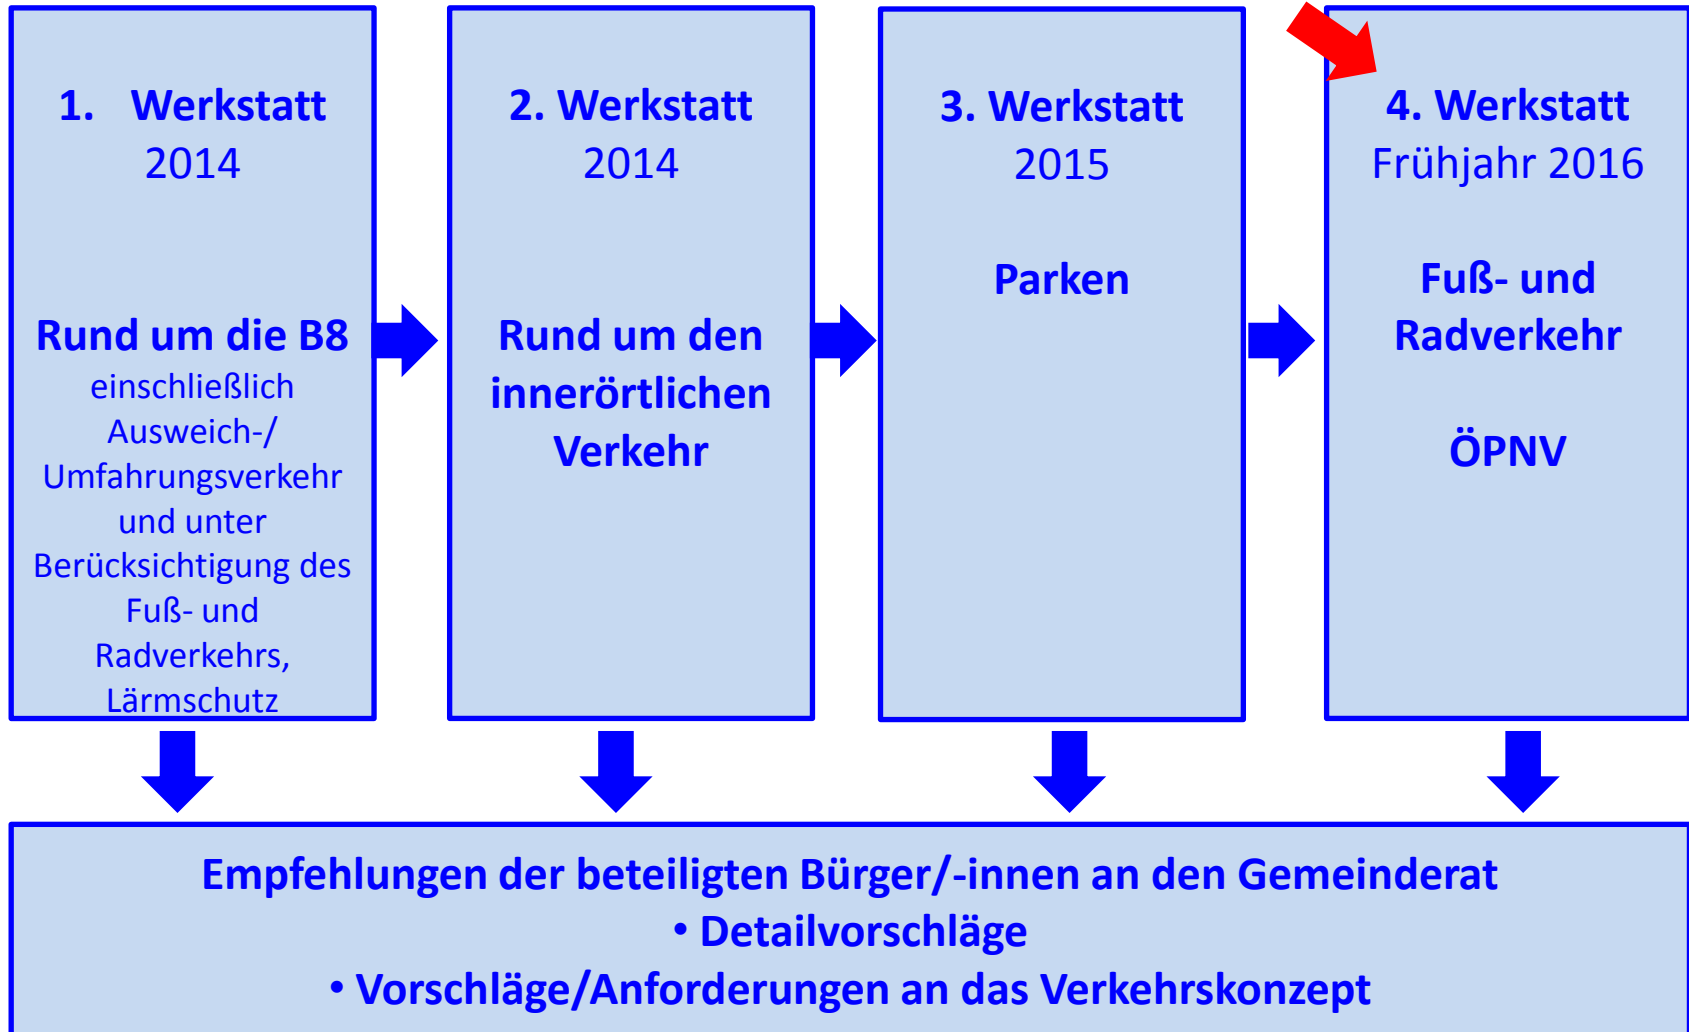 1. Werkstatt
2014
Rund um die B8
einschließlich
Ausweich-/
Umfahrungsverkehr
und unter
Berücksichtigung des
Fuß- und
Radverkehrs,
Lärmschutz
2. Werkstatt
2014
Rund um den
innerörtlichen
Verkehr
3. Werkstatt
2015
Parken
4. Werkstatt
Frühjahr 2016
Fuß- und
Radverkehr
ÖPNV
Empfehlungen der beteiligten Bürger/-innen an den Gemeinderat
• Detailvorschläge
• Vorschläge/Anforderungen an das Verkehrskonzept